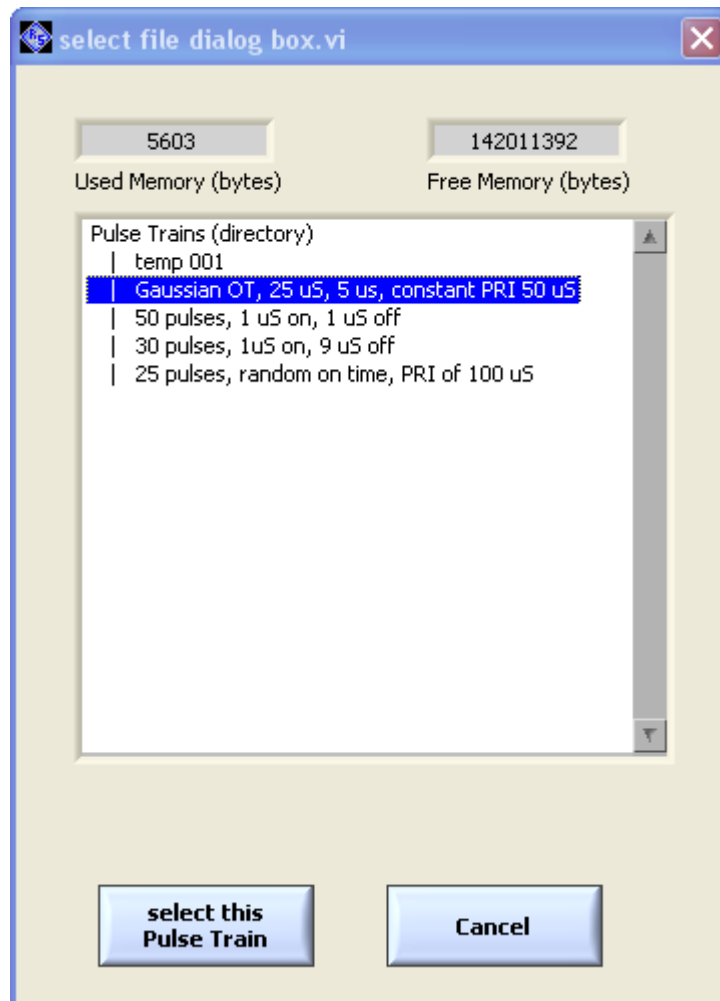 select file dialog box.vi
5603
142011392
Used Memory (bytes)
Free Memory (bytes)
Pulse Trains (directory)
| temp 001
| Gaussian OT, 25 uS, 5 us, constant PRI 50 uS
| 50 pulses, 1 uS on, 1 uS off
| 30 pulses, 1uS on, 9 uS off
| 25 pulses, random on time, PRI of 100 uS
select this
Pulse Train
Cancel